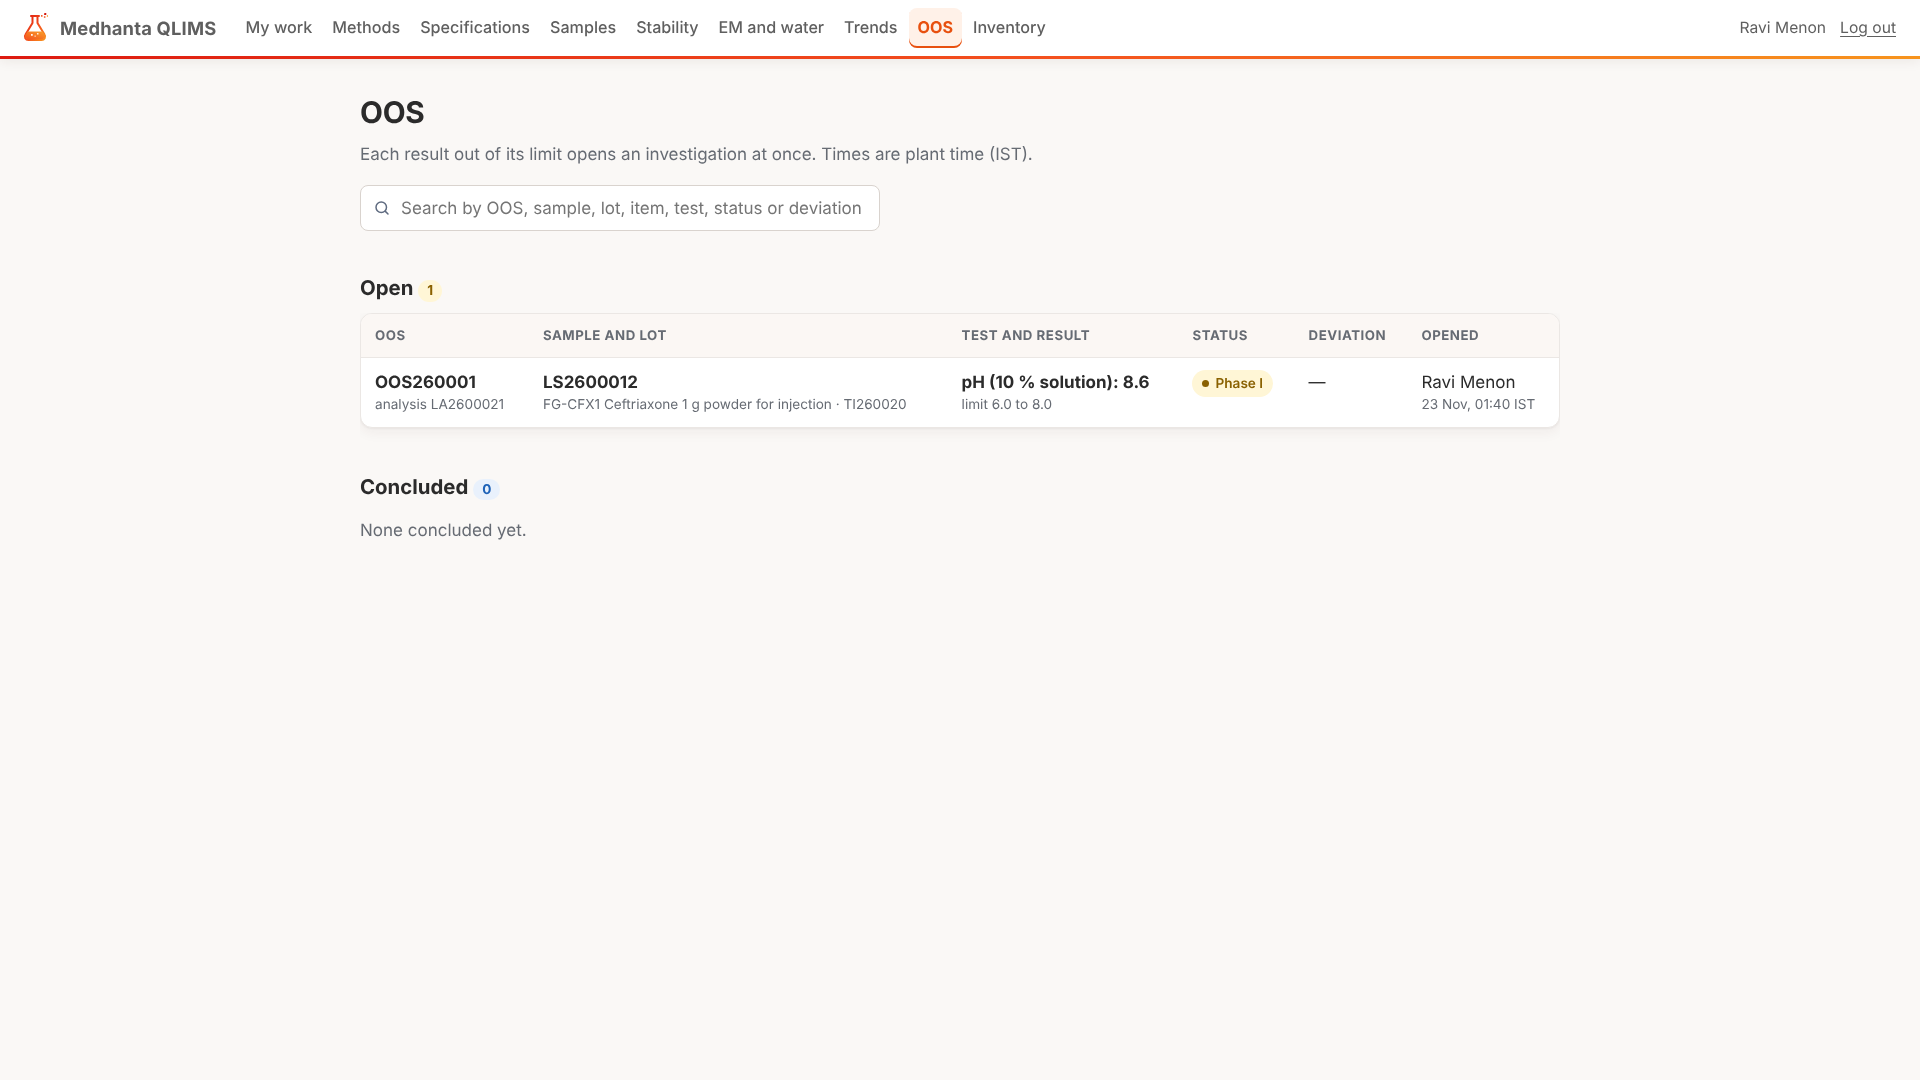 Medhanta QLIMS My work Methods Specifications Samples Stability EM and water Trends OOS Inventory Ravi Menon Log out
OOS
Each result out of its limit opens an investigation at once. Times are plant time (IST).
Search by OOS, sample, lot, item, test, status or deviation
Open 1
OOS SAMPLE AND LOT TEST AND RESULT STATUS DEVIATION OPENED
OOS260001 LS2600012 pH (10 % solution): 8.6 Phase I — Ravi Menon
analysis LA2600021 FG-CFX1 Ceftriaxone 1 g powder for injection · TI260020 limit 6.0 to 8.0 23 Nov, 01:40 IST
Concluded 0
None concluded yet.